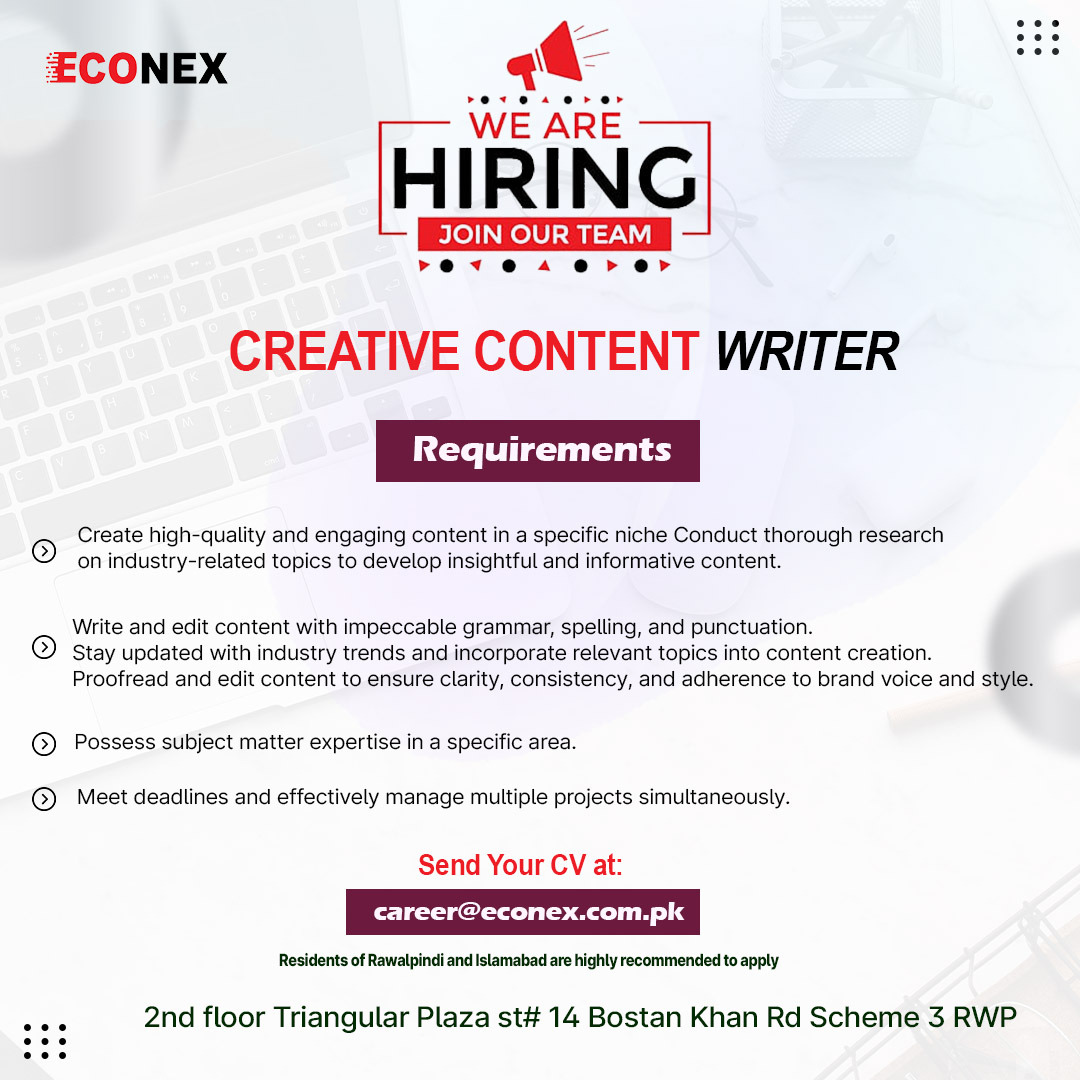 ECONEX
WE ARE
HIRING
JOIN OUR TEAM
CREATIVE CONTENT WRITER
Requirements
Create high-quality and engaging content in a specific niche Conduct thorough research
on industry-related topics to develop insightful and informative content.
Write and edit content with impeccable grammar, spelling, and punctuation.
Stay updated with industry trends and incorporate relevant topics into content creation.
Proofread and edit content to ensure clarity, consistency, and adherence to brand voice and style.
Possess subject matter expertise in a specific area.
Meet deadlines and effectively manage multiple projects simultaneously.
Send Your CV at:
career@econex.com.pk
Residents of Rawalpindi and Islamabad are highly recommended to apply
2nd floor Triangular Plaza st# 14 Bostan Khan Rd Scheme 3 RWP